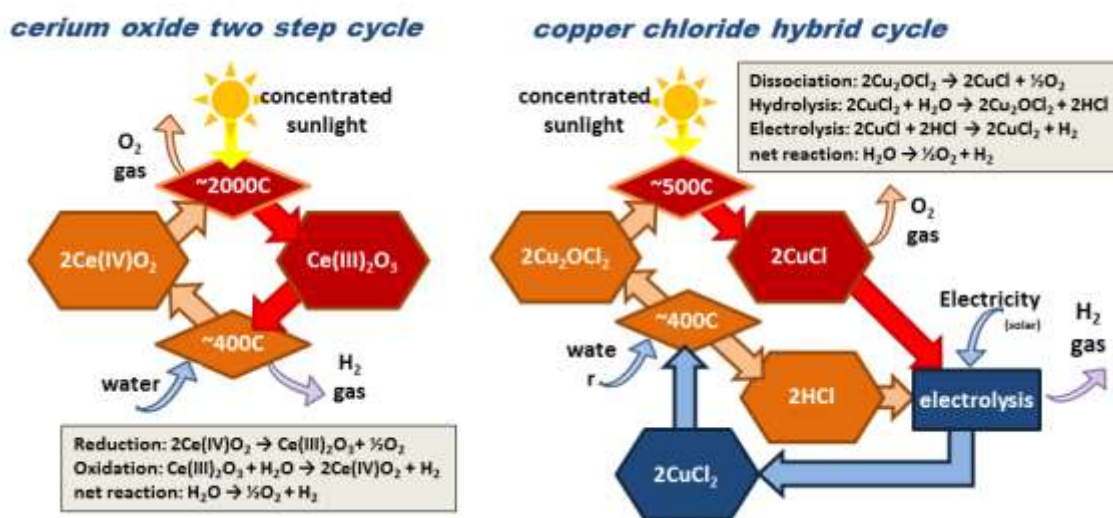 cerium oxide two step cycle
concentrated
sunlight
O₂
gas
~2000C
2Ce(IV)O₂
Ce(III)₂O₃
~400C
water
H₂
gas
Reduction: 2Ce(IV)O₂ → Ce(III)₂O₃+ ½O₂
Oxidation: Ce(III)₂O₃ + H₂O → 2Ce(IV)O₂ + H₂
net reaction: H₂O → ½O₂ + H₂
copper chloride hybrid cycle
Dissociation: 2Cu₂OCl₂ → 2CuCl + ½O₂
Hydrolysis: 2CuCl₂ + H₂O → 2Cu₂OCl₂ + 2HCl
Electrolysis: 2CuCl + 2HCl → 2CuCl₂ + H₂
net reaction: H₂O → ½O₂ + H₂
concentrated
sunlight
~500C
O₂
gas
2Cu₂OCl₂
2CuCl
~400C
Electricity
(solar)
H₂
gas
wate
r
2HCl
electrolysis
2CuCl₂